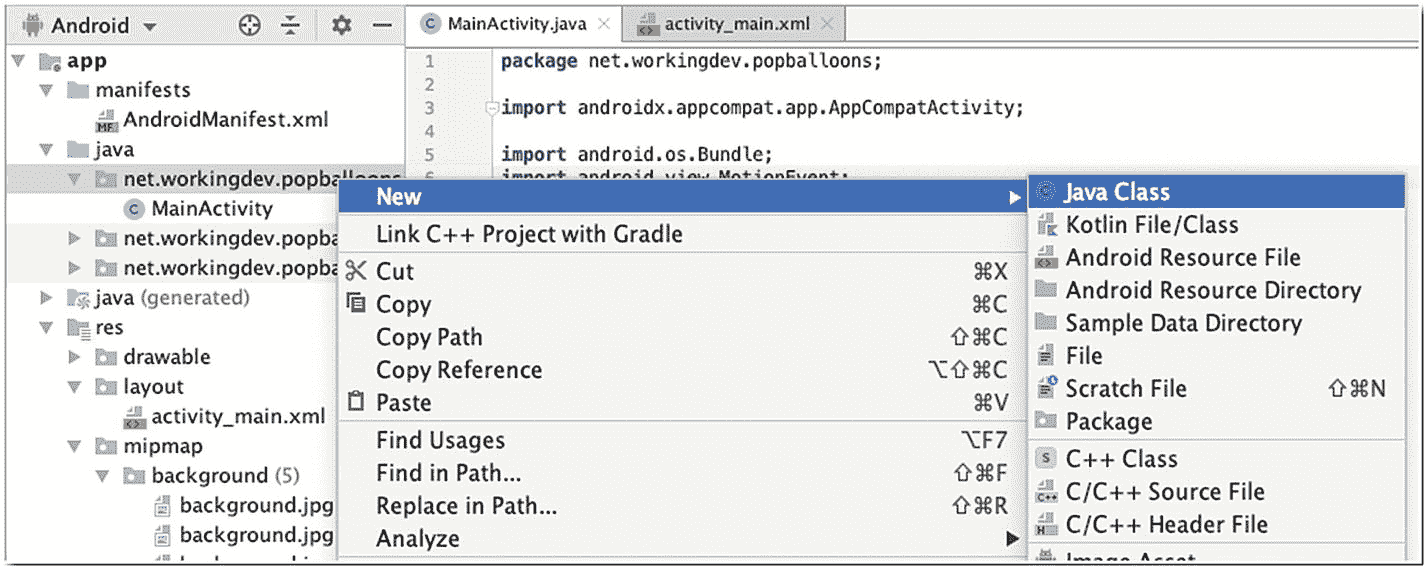 Android
MainActivity.java
activity_main.xml
app
manifests
AndroidManifest.xml
java
net.workingdev.popballoons
MainActivity
net.workingdev.popba
net.workingdev.popba
java (generated)
res
drawable
layout
activity_main.xml
mipmap
background (5)
background.jpg
background.jpg
1 package net.workingdev.popballoons;
2
3 import androidx.appcompat.app.AppCompatActivity;
4
5 import android.os.Bundle;
6 import android.view.MotionEvent;
New
Link C++ Project with Gradle
Cut ⌘X
Copy ⌘C
Copy Path ⇧⌘C
Copy Reference ⌥⇧⌘C
Paste ⌘V
Find Usages ⌥F7
Find in Path... ⇧⌘F
Replace in Path... ⇧⌘R
Analyze
Java Class
Kotlin File/Class
Android Resource File
Android Resource Directory
Sample Data Directory
File
Scratch File ⇧⌘N
Package
C++ Class
C/C++ Source File
C/C++ Header File
Image Asset